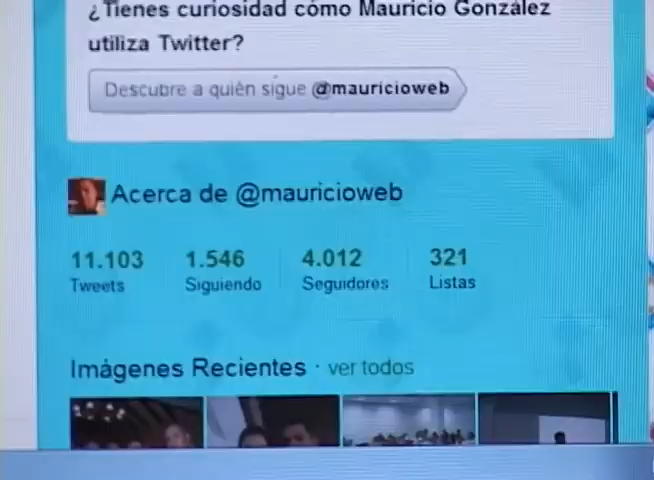 ¿Tienes curiosidad cómo Mauricio González
utiliza Twitter?
Descubre a quién sigue @mauricioweb
Acerca de @mauricioweb
11.103 1.546 4.012 321
Tweets Siguiendo Seguidores Listas
Imágenes Recientes · ver todos